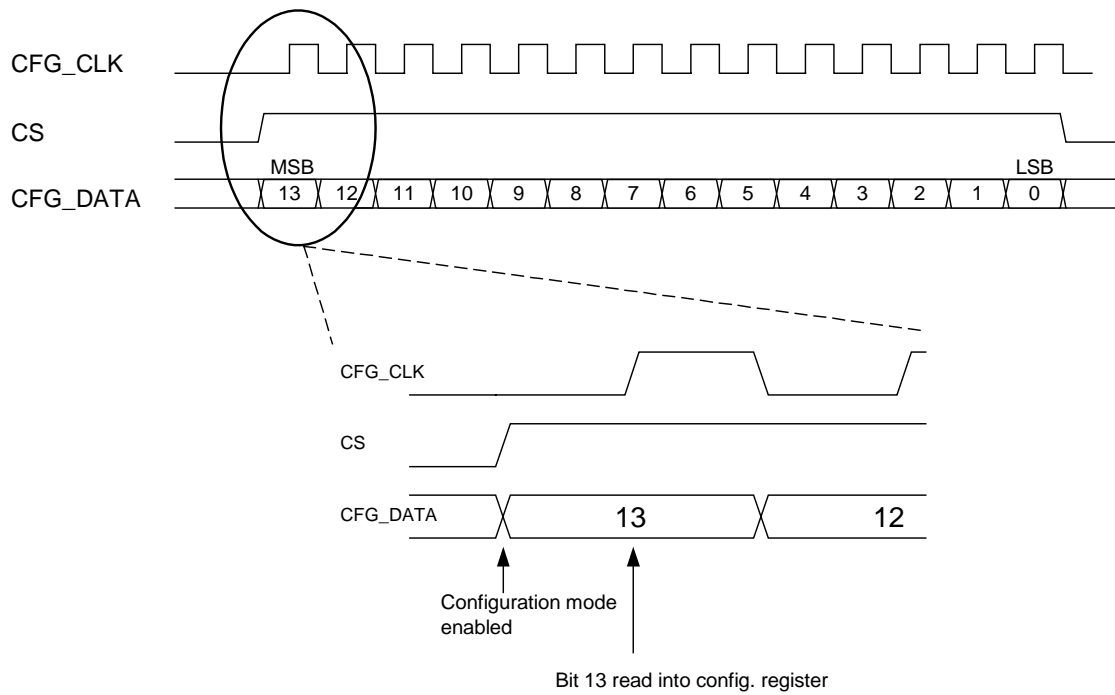 CFG_CLK
CS
MSB
LSB
CFG_DATA
13 12 11 10 9 8 7 6 5 4 3 2 1 0
CFG_CLK
CS
CFG_DATA
13
12
Configuration mode
enabled
Bit 13 read into config. register